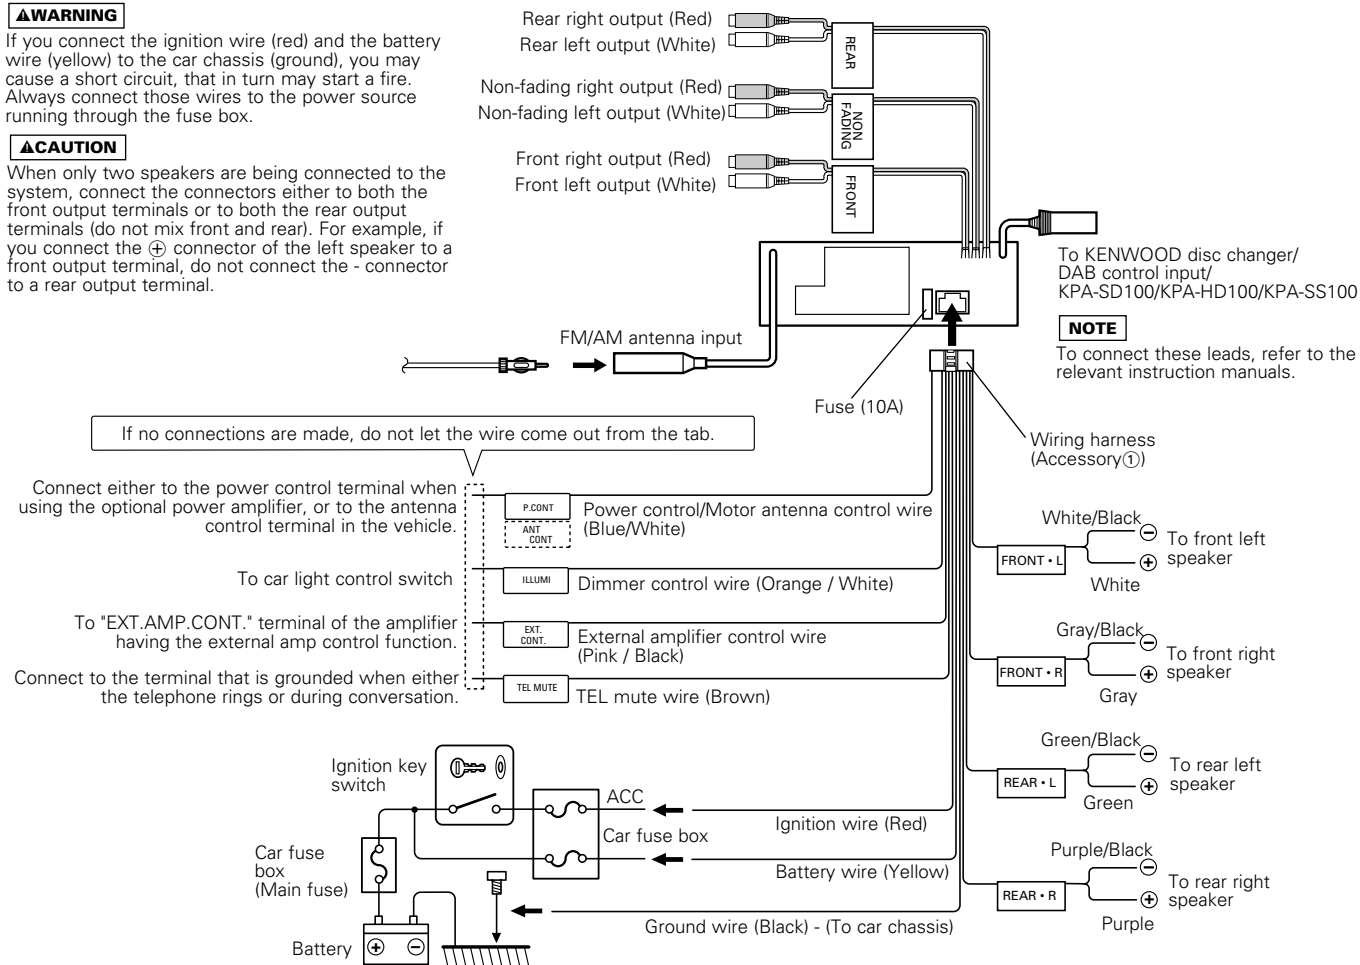 ⚠WARNING
If you connect the ignition wire (red) and the battery
wire (yellow) to the car chassis (ground), you may
cause a short circuit, that in turn may start a fire.
Always connect those wires to the power source
running through the fuse box.
⚠CAUTION
When only two speakers are being connected to the
system, connect the connectors either to both the
front output terminals or to both the rear output
terminals (do not mix front and rear). For example, if
you connect the ⊕ connector of the left speaker to a
front output terminal, do not connect the - connector
to a rear output terminal.
Rear right output (Red)
Rear left output (White)
REAR
Non-fading right output (Red)
Non-fading left output (White)
NON
FADING
Front right output (Red)
Front left output (White)
FRONT
To KENWOOD disc changer/
DAB control input/
KPA-SD100/KPA-HD100/KPA-SS100
NOTE
To connect these leads, refer to the
relevant instruction manuals.
FM/AM antenna input
Fuse (10A)
Wiring harness
(Accessory①)
If no connections are made, do not let the wire come out from the tab.
Connect either to the power control terminal when
using the optional power amplifier, or to the antenna
control terminal in the vehicle.
P.CONT
ANT
CONT
Power control/Motor antenna control wire
(Blue/White)
To car light control switch
ILLUMI
Dimmer control wire (Orange / White)
To "EXT.AMP.CONT." terminal of the amplifier
having the external amp control function.
EXT.
CONT.
External amplifier control wire
(Pink / Black)
Connect to the terminal that is grounded when either
the telephone rings or during conversation.
TEL MUTE
TEL mute wire (Brown)
White/Black
⊖
To front left
speaker
FRONT • L
⊕
White
Gray/Black
⊖
To front right
speaker
FRONT • R
⊕
Gray
Green/Black
⊖
To rear left
speaker
REAR • L
⊕
Green
Purple/Black
⊖
To rear right
speaker
REAR • R
⊕
Purple
Ignition key
switch
ACC
Ignition wire (Red)
Car fuse box
Battery wire (Yellow)
Car fuse
box
(Main fuse)
Ground wire (Black) - (To car chassis)
Battery
⊕ ⊖